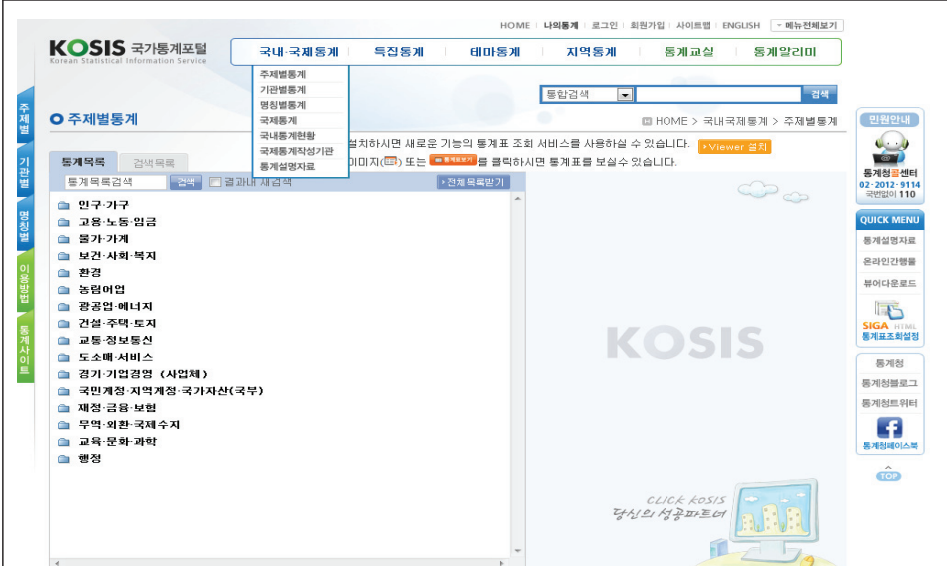 HOME 나의통계 로그인 회원가입 사이트맵 ENGLISH - 메뉴전체보기
KOSIS 국가통계포털
Korean Statistical Information Service
국내·국제통계 특집통계 테마통계 지역통계 통계교실 통계알리미
주제별통계
기관별통계
명칭별통계
국제통계
국내통계현황
국제통계작성기관
통계설명자료
통합검색 검색
주제별
기관별
명칭별
이용방법
통계사이트
주제별통계
HOME > 국내국제통계 > 주제별통계
설치하시면 새로운 기능의 통계표 조회 서비스를 사용하실 수 있습니다. Viewer 설치
이미지( ) 또는 를 클릭하시면 통계표를 보실수 있습니다.
통계목록 검색목록
통계목록검색 검색 결과내 재검색 전체목록받기
인구·가구
고용·노동·임금
물가·가계
보건·사회·복지
환경
농림어업
광공업·에너지
건설·주택·토지
교통·정보통신
도소매·서비스
경기·기업경영 (사업체)
국민계정·지역계정·국가자산(국부)
재정·금융·보험
무역·외환·국제수지
교육·문화·과학
행정
KOSIS
CLICK KOSIS
당신의 성공파트너
민원안내
통계청콜센터
02·2012·9114
국번없이 110
QUICK MENU
통계설명자료
온라인간행물
뷰어다운로드
SIGA HTML
통계표조회설정
통계청
통계청블로그
통계청트위터
통계청페이스북
TOP